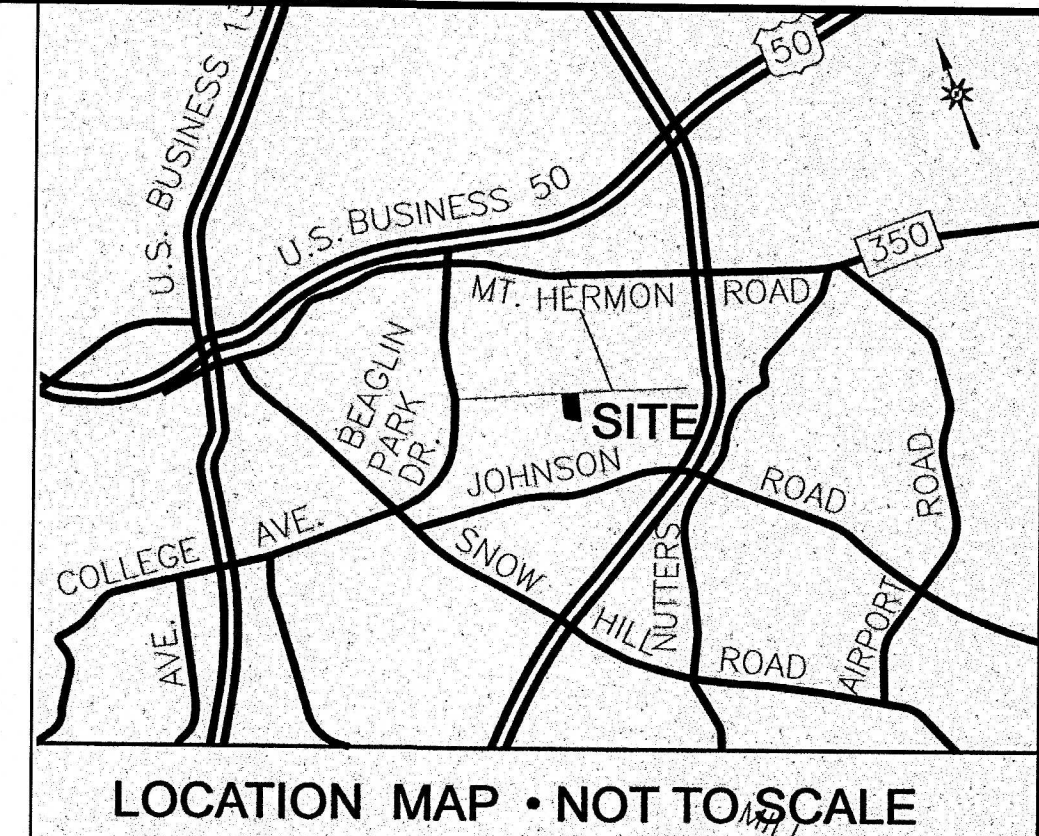 U.S. BUSINESS 13
50
U.S. BUSINESS 50
350
MT. HERMON ROAD
BEAGLIN
PARK
DR.
SITE
JOHNSON ROAD
ROAD
COLLEGE AVE.
SNOW HILL ROAD
NUTTERS
AIRPORT
AVE.
LOCATION MAP • NOT TO SCALE